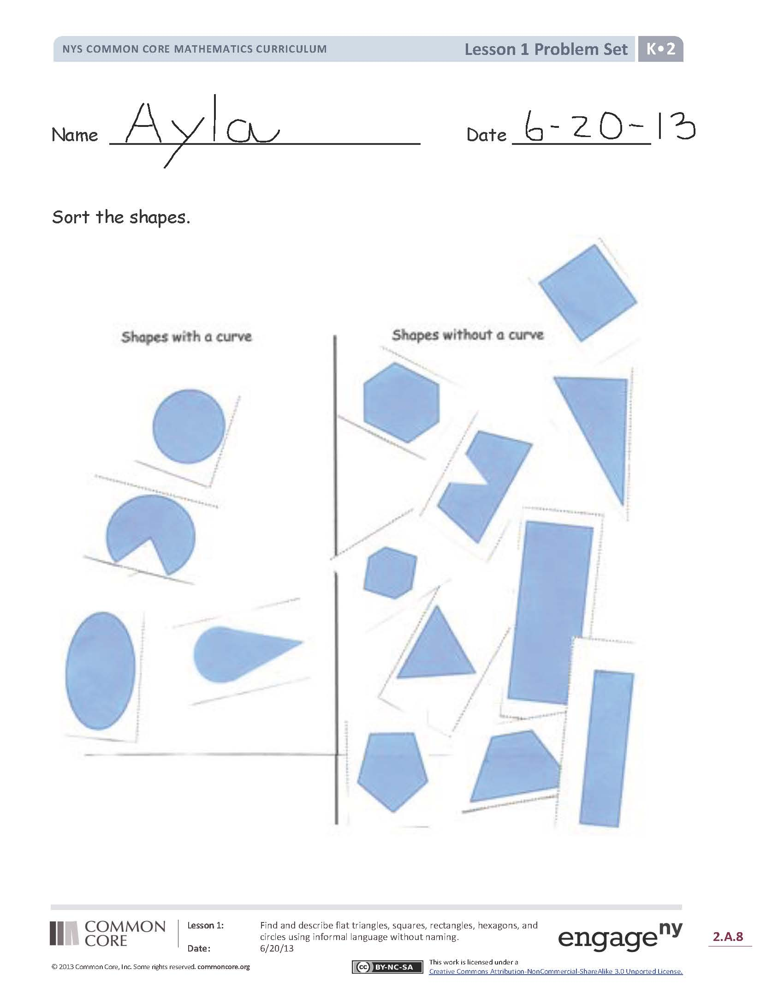 NYS COMMON CORE MATHEMATICS CURRICULUM Lesson 1 Problem Set K•2
Name Ayla Date 6-20-13
Sort the shapes.
Shapes with a curve Shapes without a curve
COMMON CORE
Lesson 1: Find and describe flat triangles, squares, rectangles, hexagons, and
circles using informal language without naming.
Date: 6/20/13
engageny 2.A.8
© 2013 Common Core, Inc. Some rights reserved. commoncore.org
cc BY-NC-SA
This work is licensed under a
Creative Commons Attribution-NonCommercial-ShareAlike 3.0 Unported License.